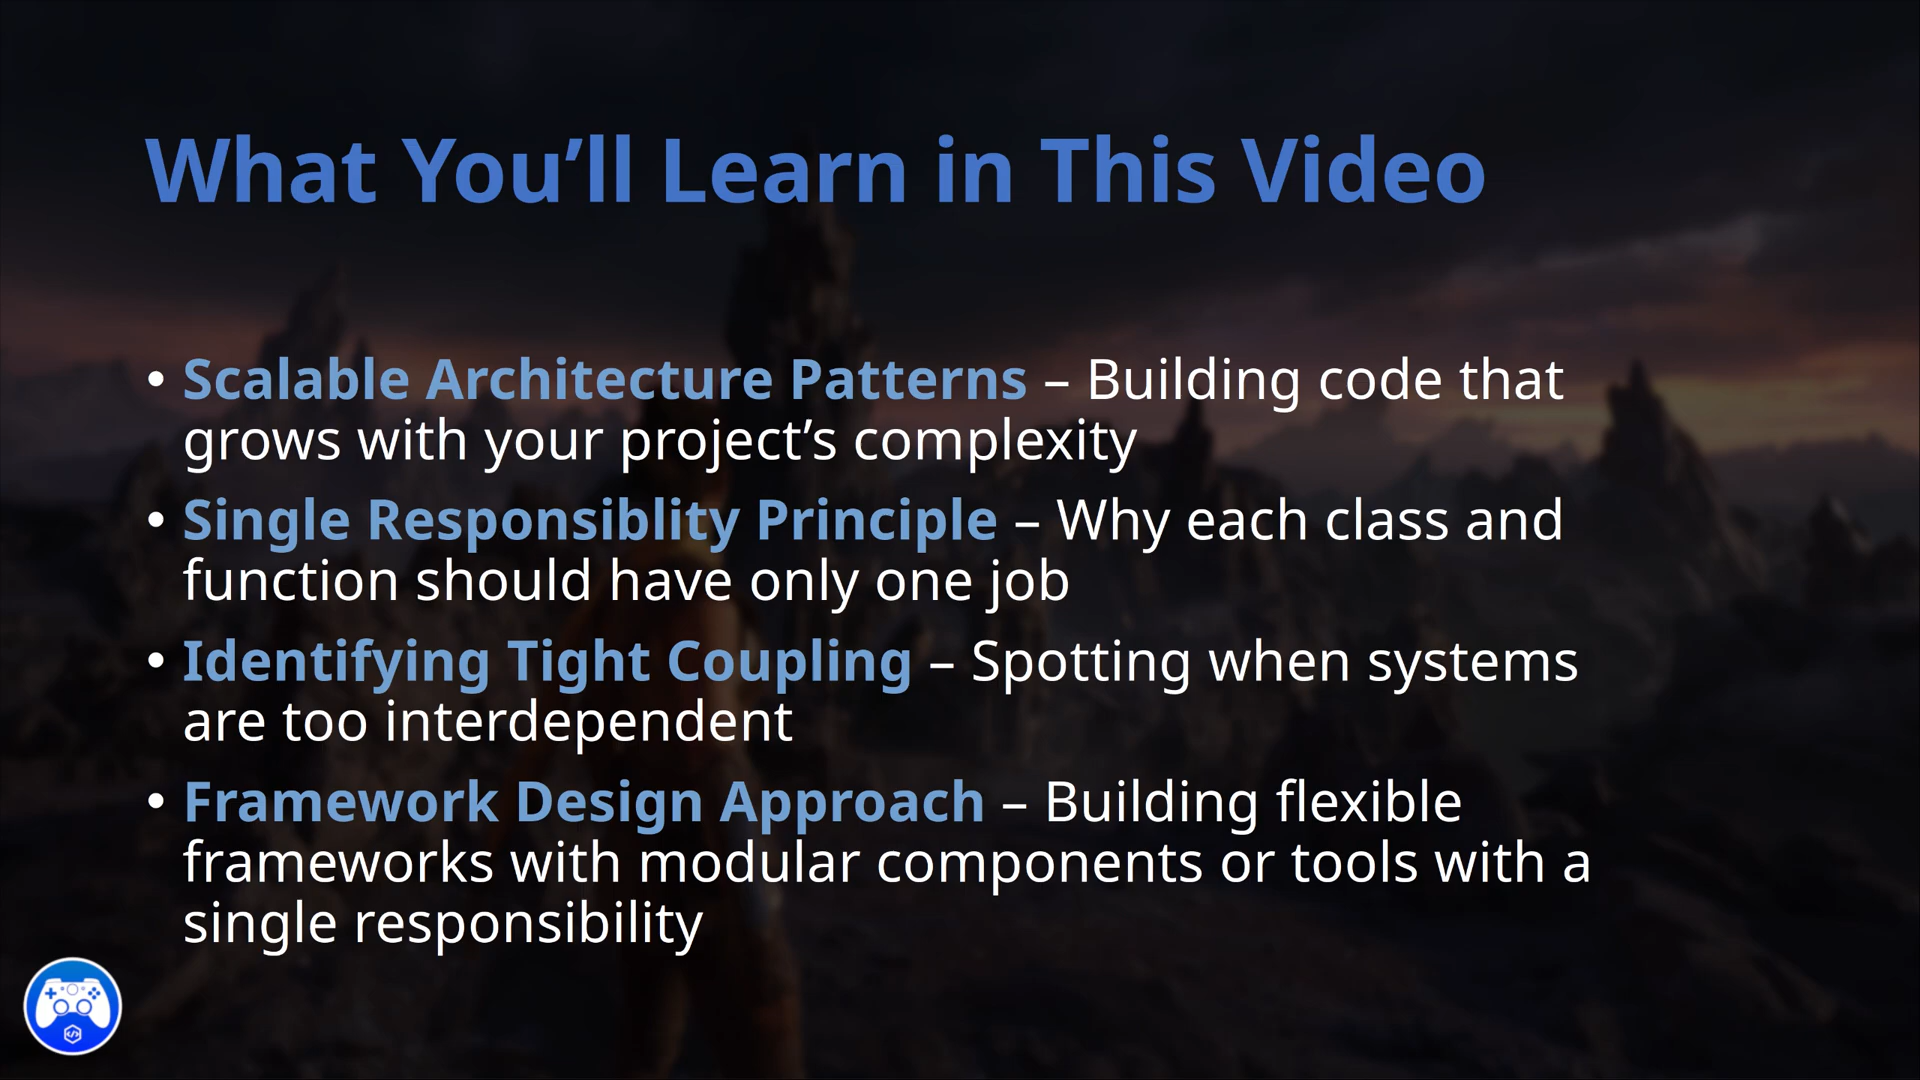 What You’ll Learn in This Video
• Scalable Architecture Patterns – Building code that
grows with your project’s complexity
• Single Responsiblity Principle – Why each class and
function should have only one job
• Identifying Tight Coupling – Spotting when systems
are too interdependent
• Framework Design Approach – Building flexible
frameworks with modular components or tools with a
single responsibility